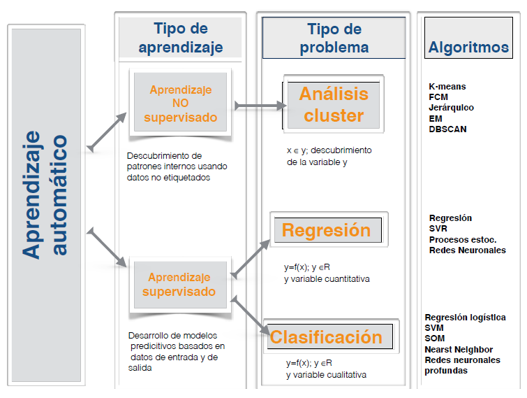 Aprendizaje
automático
Tipo de
aprendizaje
Aprendizaje
NO
supervisado
Descubrimiento de
patrones internos usando
datos no etiquetados
Aprendizaje
supervisado
Desarrollo de modelos
predicitivos basados en
datos de entrada y de
salida
Tipo de
problema
Análisis
cluster
x ∈ y; descubrimiento
de la variable y
Regresión
y=f(x); y ∈R
y variable cuantitativa
Clasificación
y=f(x); y ∈R
y variable cualitativa
Algoritmos
K-means
FCM
Jerárquico
EM
DBSCAN
Regresión
SVR
Procesos estoc.
Redes Neuronales
Regresión logística
SVM
SOM
Nearst Neighbor
Redes neuronales
profundas